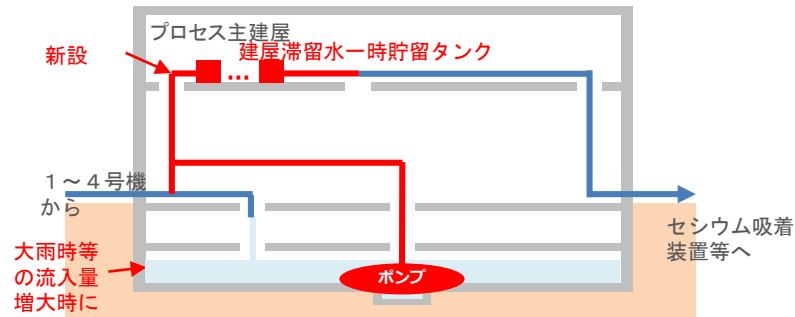 プロセス主建屋
新設
建屋滞留水一時貯留タンク
…
１～４号機
から
セシウム吸着
装置等へ
大雨時等
の流入量
増大時に
ポンプ